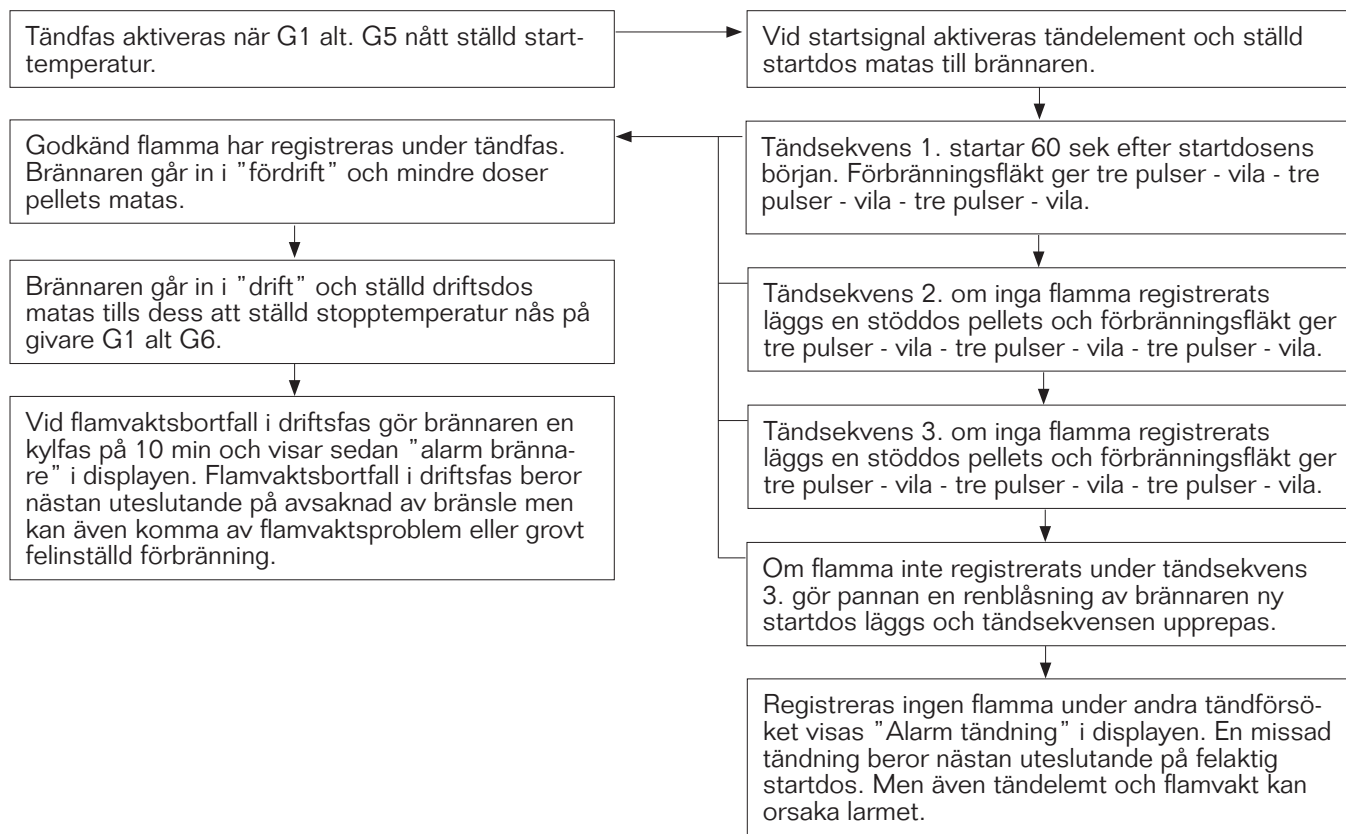 Tändfas aktiveras när G1 alt. G5 nått ställd start-
temperatur.
Vid startsignal aktiveras tändelement och ställd
startdos matas till brännaren.
Godkänd flamma har registreras under tändfas.
Brännaren går in i ”fördrift” och mindre doser
pellets matas.
Tändsekvens 1. startar 60 sek efter startdosens
början. Förbränningsfläkt ger tre pulser - vila - tre
pulser - vila - tre pulser - vila.
Brännaren går in i ”drift” och ställd driftsdos
matas tills dess att ställd stopptemperatur nås på
givare G1 alt G6.
Tändsekvens 2. om inga flamma registrerats
läggs en stöddos pellets och förbränningsfläkt ger
tre pulser - vila - tre pulser - vila - tre pulser - vila.
Vid flamvaktsbortfall i driftsfas gör brännaren en
kylfas på 10 min och visar sedan ”alarm bränna-
re” i displayen. Flamvaktsbortfall i driftsfas beror
nästan uteslutande på avsaknad av bränsle men
kan även komma av flamvaktsproblem eller grovt
felinställd förbränning.
Tändsekvens 3. om inga flamma registrerats
läggs en stöddos pellets och förbränningsfläkt ger
tre pulser - vila - tre pulser - vila - tre pulser - vila.
Om flamma inte registrerats under tändsekvens
3. gör pannan en renblåsning av brännaren ny
startdos läggs och tändsekvensen upprepas.
Registreras ingen flamma under andra tändförsö-
ket visas ”Alarm tändning” i displayen. En missad
tändning beror nästan uteslutande på felaktig
startdos. Men även tändelemt och flamvakt kan
orsaka larmet.